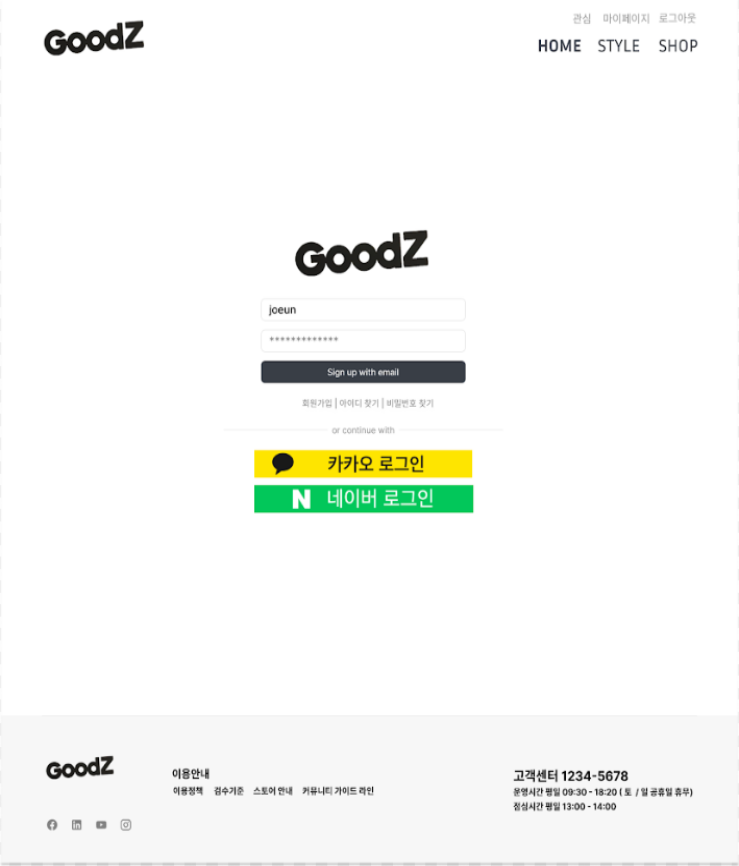 GoodZ
관심 마이페이지 로그아웃
HOME STYLE SHOP
GoodZ
joeun
*************
Sign up with email
회원가입 | 아이디 찾기 | 비밀번호 찾기
or continue with
카카오 로그인
N 네이버 로그인
GoodZ
이용안내
이용정책 검수기준 스토어 안내 커뮤니티 가이드 라인
고객센터 1234-5678
운영시간 평일 09:30 - 18:20 ( 토 / 일 공휴일 휴무)
점심시간 평일 13:00 - 14:00